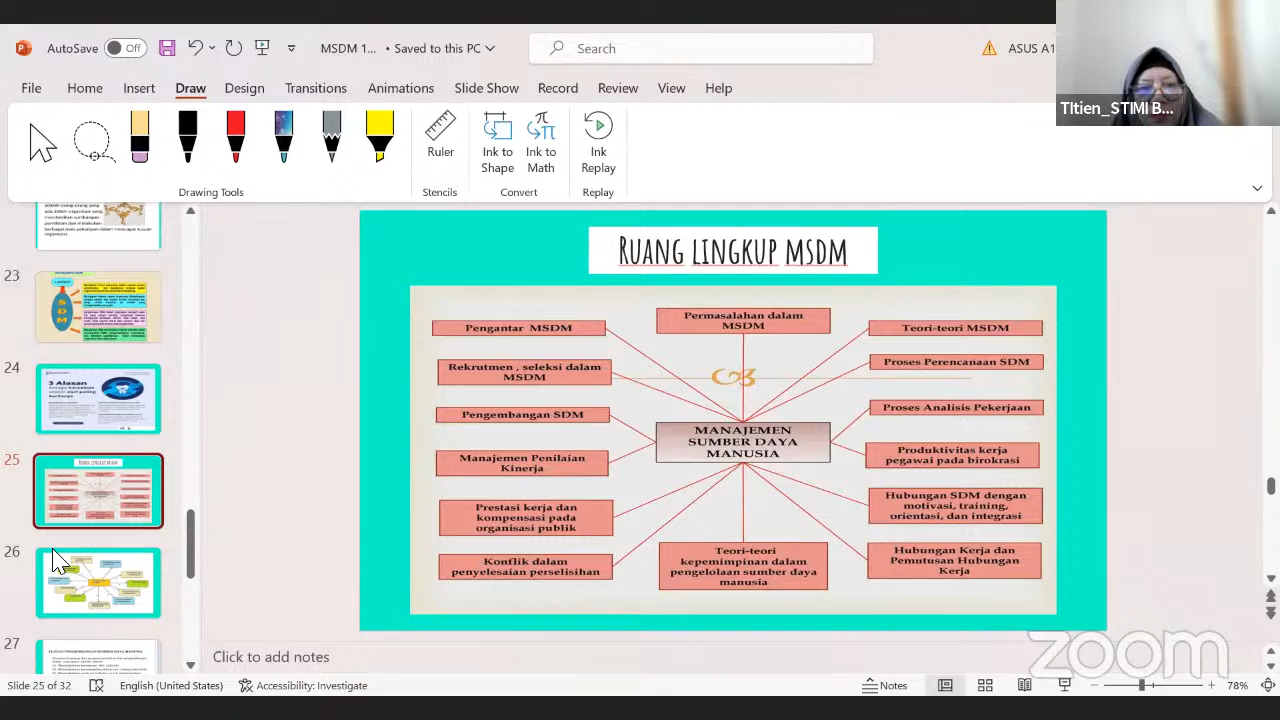 AutoSave
Off
MSDM 1... • Saved to this PC
Search
ASUS A1
TItien_STIMI B...
File
Home
Insert
Draw
Design
Transitions
Animations
Slide Show
Record
Review
View
Help
Ruler
Ink to
Shape
Ink to
Math
Ink
Replay
Drawing Tools
Stencils
Convert
Replay
23
24
3 Alasan
25
26
27
RUANG LINGKUP MSDM
Pengantar MSDM
Permasalahan dalam
MSDM
Teori-teori MSDM
Rekrutmen , seleksi dalam
MSDM
Proses Perencanaan SDM
Pengembangan SDM
Proses Analisis Pekerjaan
MANAJEMEN
SUMBER DAYA
MANUSIA
Manajemen Penilaian
Kinerja
Produktivitas kerja
pegawai pada birokrasi
Prestasi kerja dan
kompensasi pada
organisasi publik
Hubungan SDM dengan
motivasi, training,
orientasi, dan integrasi
Konflik dalam
penyelesaian perselisihan
Teori-teori
kepemimpinan dalam
pengelolaan sumber daya
manusia
Hubungan Kerja dan
Pemutusan Hubungan
Kerja
Click to add notes
zoom
Slide 25 of 32
English (United States)
Accessibility: Investigate
Notes
78%